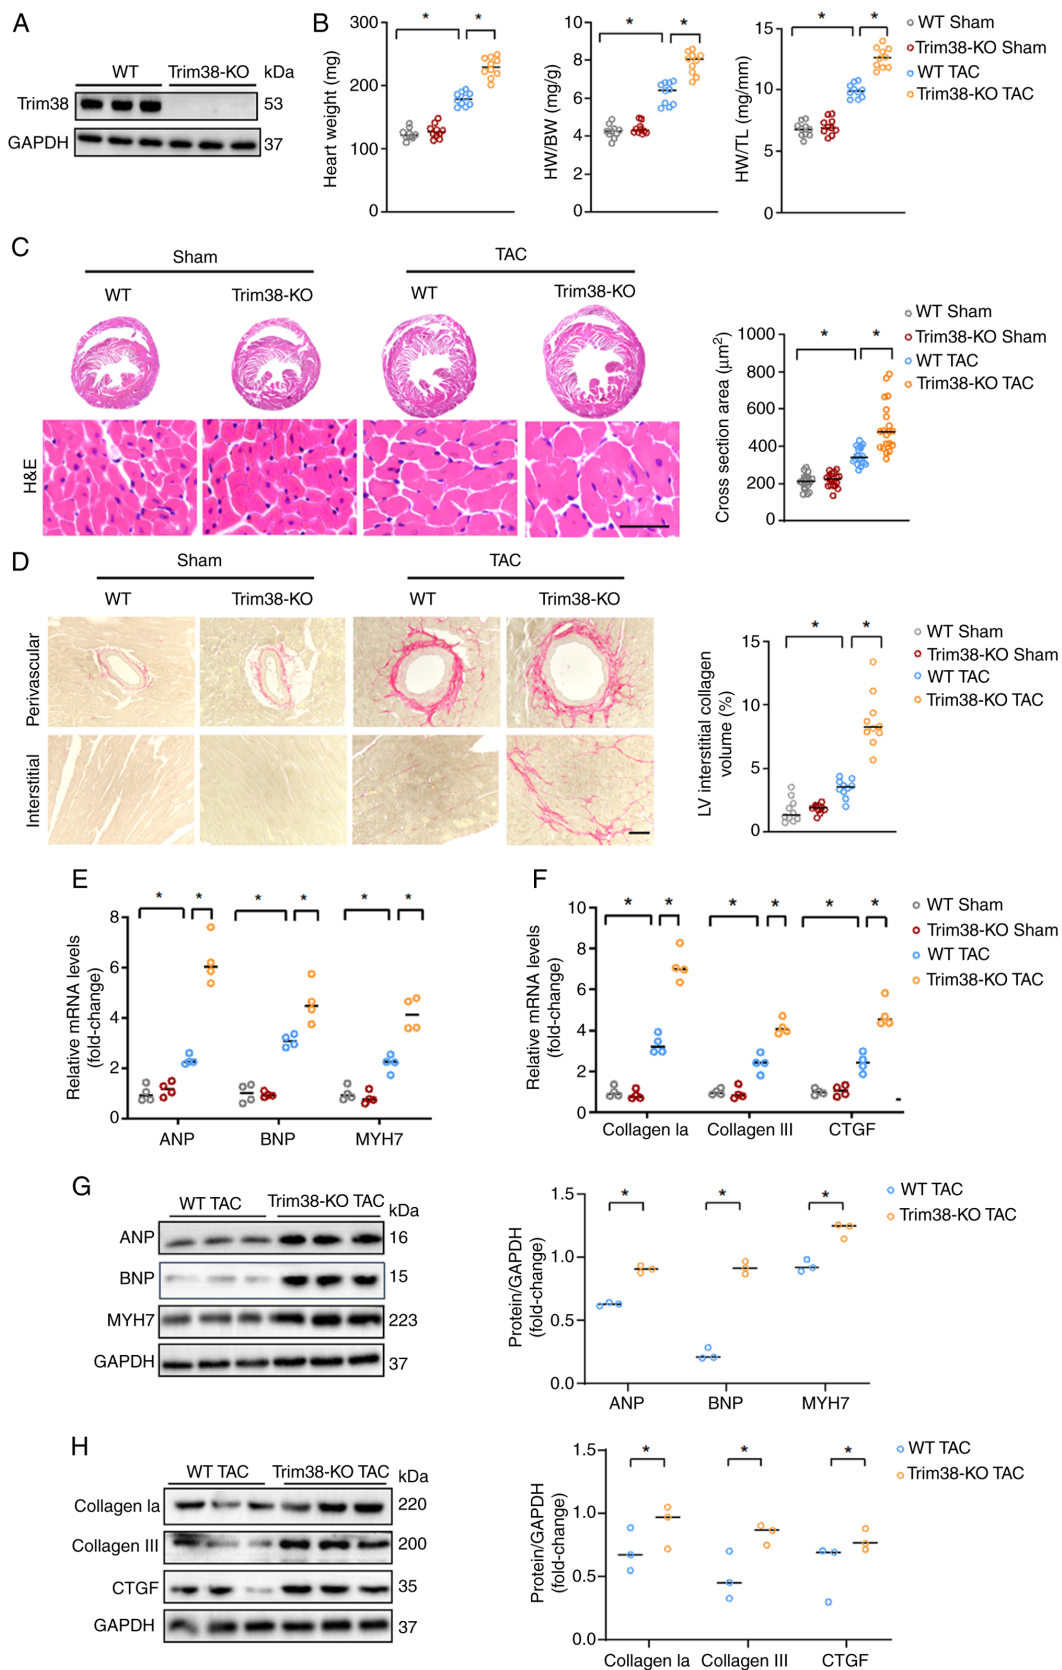 A
WT Trim38-KO kDa
Trim38 53
GAPDH 37
B
Heart weight (mg)
300
200
100
0
* *
HW/BW (mg/g)
10
8
6
4
2
0
* *
HW/TL (mg/mm)
15
10
5
0
* *
WT Sham
Trim38-KO Sham
WT TAC
Trim38-KO TAC
C
Sham TAC
WT Trim38-KO WT Trim38-KO
H&E
Cross section area (µm²)
1000
800
600
400
200
0
* *
WT Sham
Trim38-KO Sham
WT TAC
Trim38-KO TAC
D
Sham TAC
WT Trim38-KO WT Trim38-KO
Perivascular
Interstitial
LV interstitial collagen
volume (%)
15
10
5
0
* *
WT Sham
Trim38-KO Sham
WT TAC
Trim38-KO TAC
E
Relative mRNA levels
(fold-change)
8
6
4
2
0
* * * * * *
ANP BNP MYH7
F
Relative mRNA levels
(fold-change)
10
8
6
4
2
0
* * * * * *
Collagen Ia Collagen III CTGF
WT Sham
Trim38-KO Sham
WT TAC
Trim38-KO TAC
G
WT TAC Trim38-KO TAC kDa
ANP 16
BNP 15
MYH7 223
GAPDH 37
Protein/GAPDH
(fold-change)
1.5
1.0
0.5
0.0
* * *
ANP BNP MYH7
WT TAC
Trim38-KO TAC
H
WT TAC Trim38-KO TAC kDa
Collagen Ia 220
Collagen III 200
CTGF 35
GAPDH 37
Protein/GAPDH
(fold-change)
1.5
1.0
0.5
0.0
* * *
Collagen Ia Collagen III CTGF
WT TAC
Trim38-KO TAC